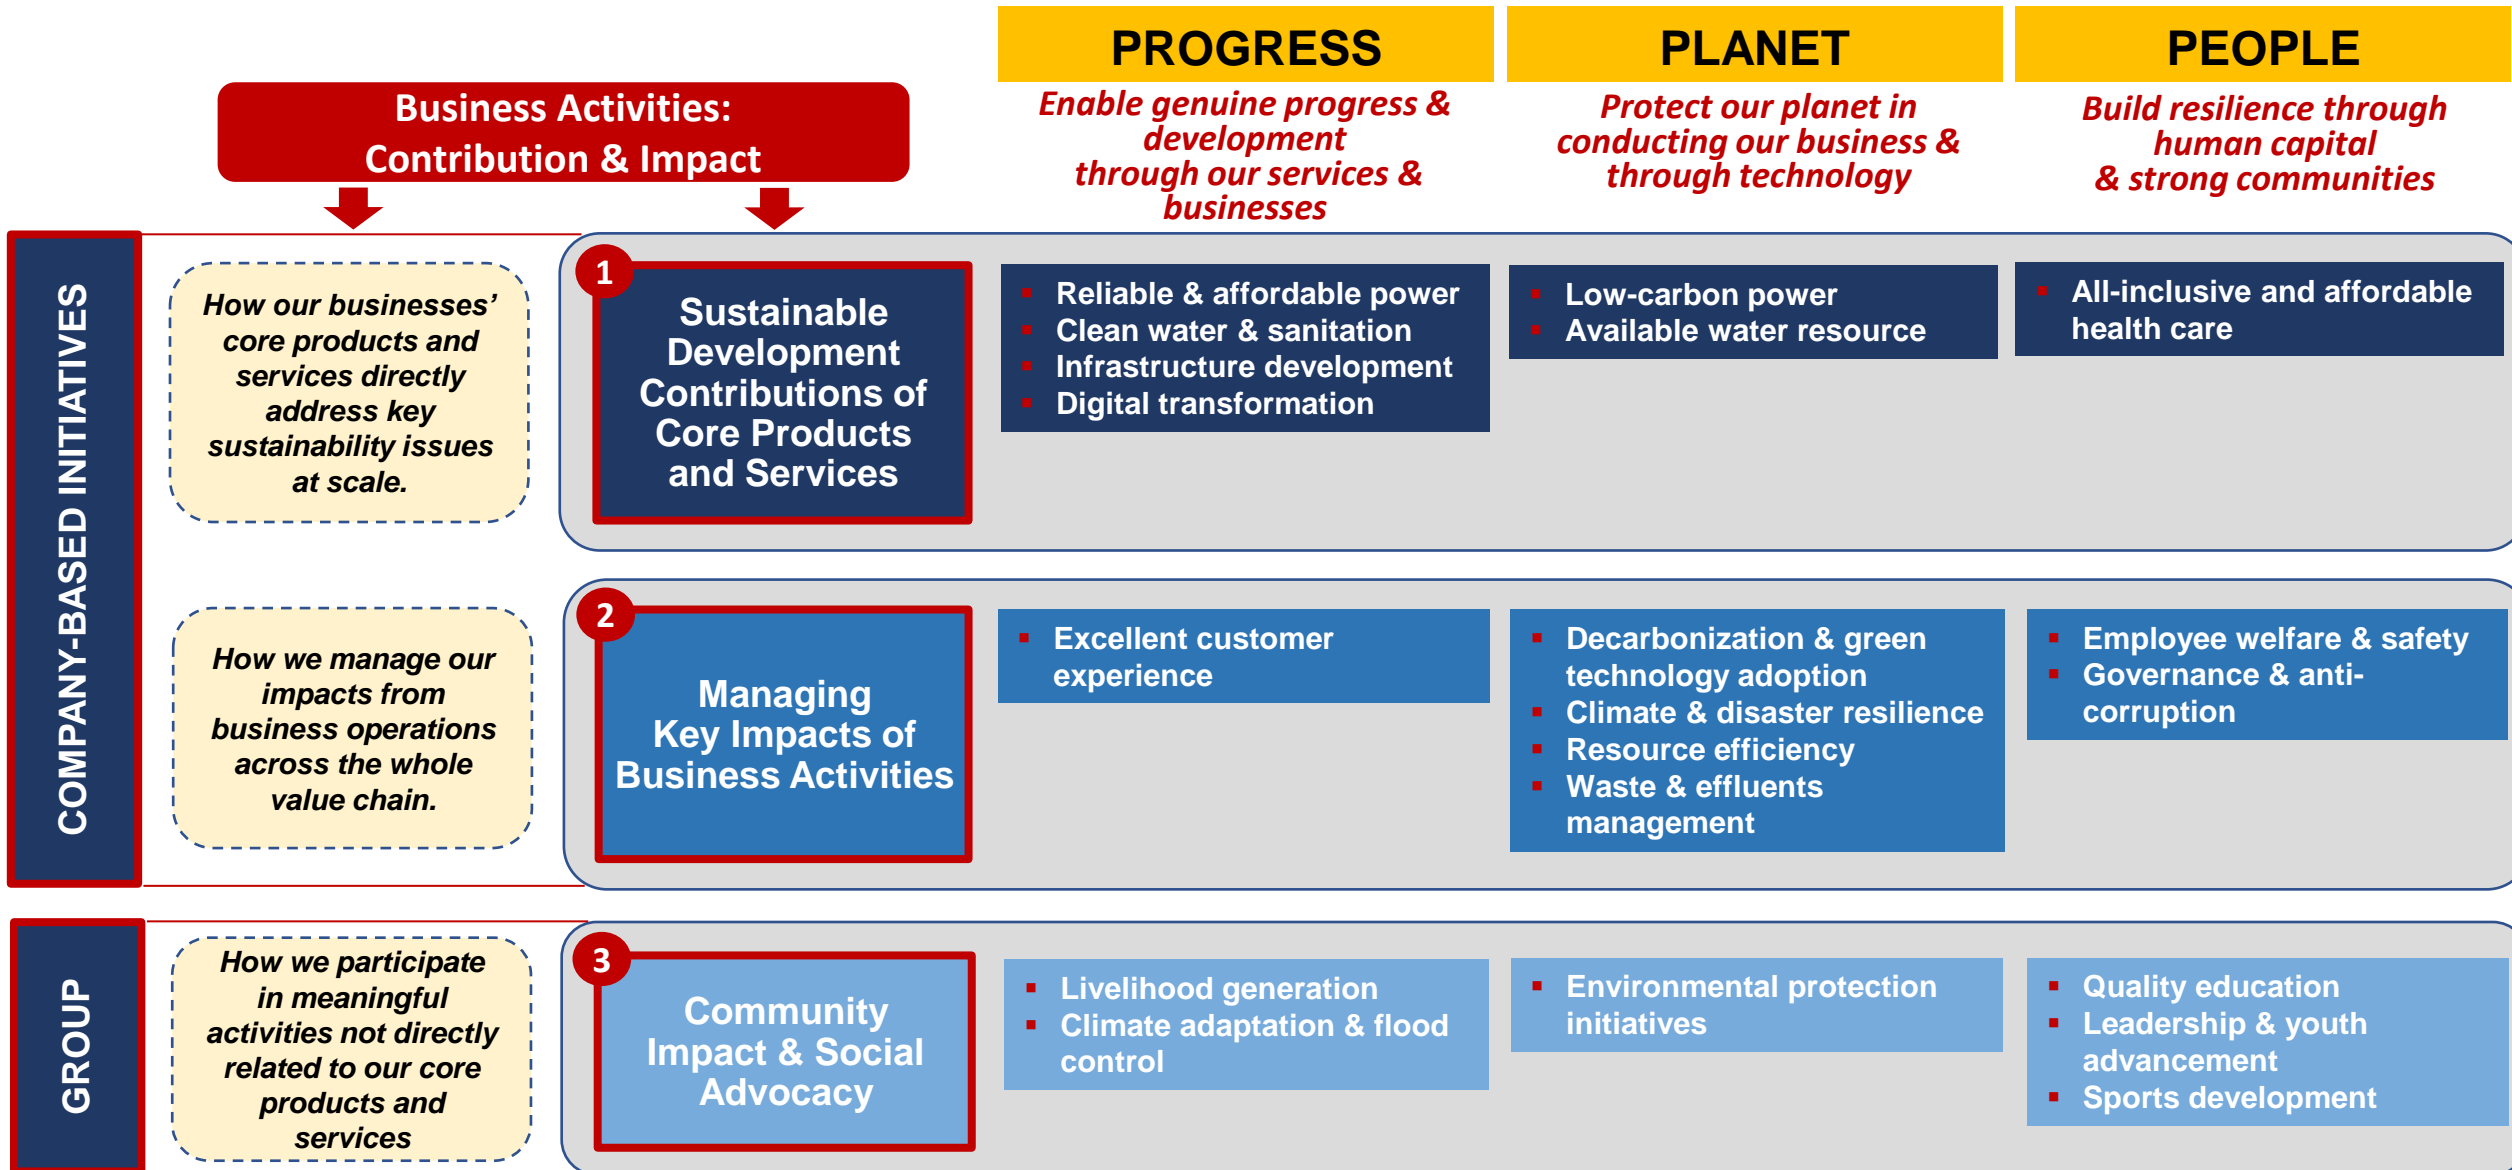 PROGRESS
PLANET
PEOPLE
Business Activities:
Contribution & Impact
Enable genuine progress &
development
through our services &
businesses
Protect our planet in
conducting our business &
through technology
Build resilience through
human capital
& strong communities
COMPANY-BASED INITIATIVES
How our businesses’
core products and
services directly
address key
sustainability issues
at scale.
1
Sustainable
Development
Contributions of
Core Products
and Services
▪ Reliable & affordable power
▪ Clean water & sanitation
▪ Infrastructure development
▪ Digital transformation
▪ Low-carbon power
▪ Available water resource
▪ All-inclusive and affordable
health care
How we manage our
impacts from
business operations
across the whole
value chain.
2
Managing
Key Impacts of
Business Activities
▪ Excellent customer
experience
▪ Decarbonization & green
technology adoption
▪ Climate & disaster resilience
▪ Resource efficiency
▪ Waste & effluents
management
▪ Employee welfare & safety
▪ Governance & anti-
corruption
GROUP
How we participate
in meaningful
activities not directly
related to our core
products and
services
3
Community
Impact & Social
Advocacy
▪ Livelihood generation
▪ Climate adaptation & flood
control
▪ Environmental protection
initiatives
▪ Quality education
▪ Leadership & youth
advancement
▪ Sports development